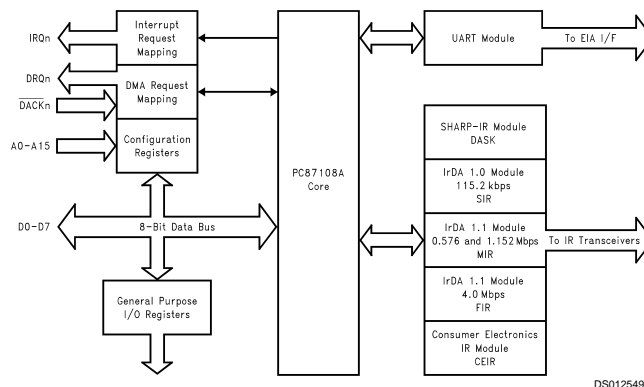 IRQn
DRQn
DACKn
A0-A15
D0-D7
Interrupt
Request
Mapping
DMA Request
Mapping
Configuration
Registers
8-Bit Data Bus
General Purpose
I/O Registers
PC87108A
Core
UART Module
To EIA I/F
SHARP-IR Module
DASK
IrDA 1.0 Module
115.2 kbps
SIR
IrDA 1.1 Module
0.576 and 1.152 Mbps
MIR
To IR Transceivers
IrDA 1.1 Module
4.0 Mbps
FIR
Consumer Electronics
IR Module
CEIR
DS012549